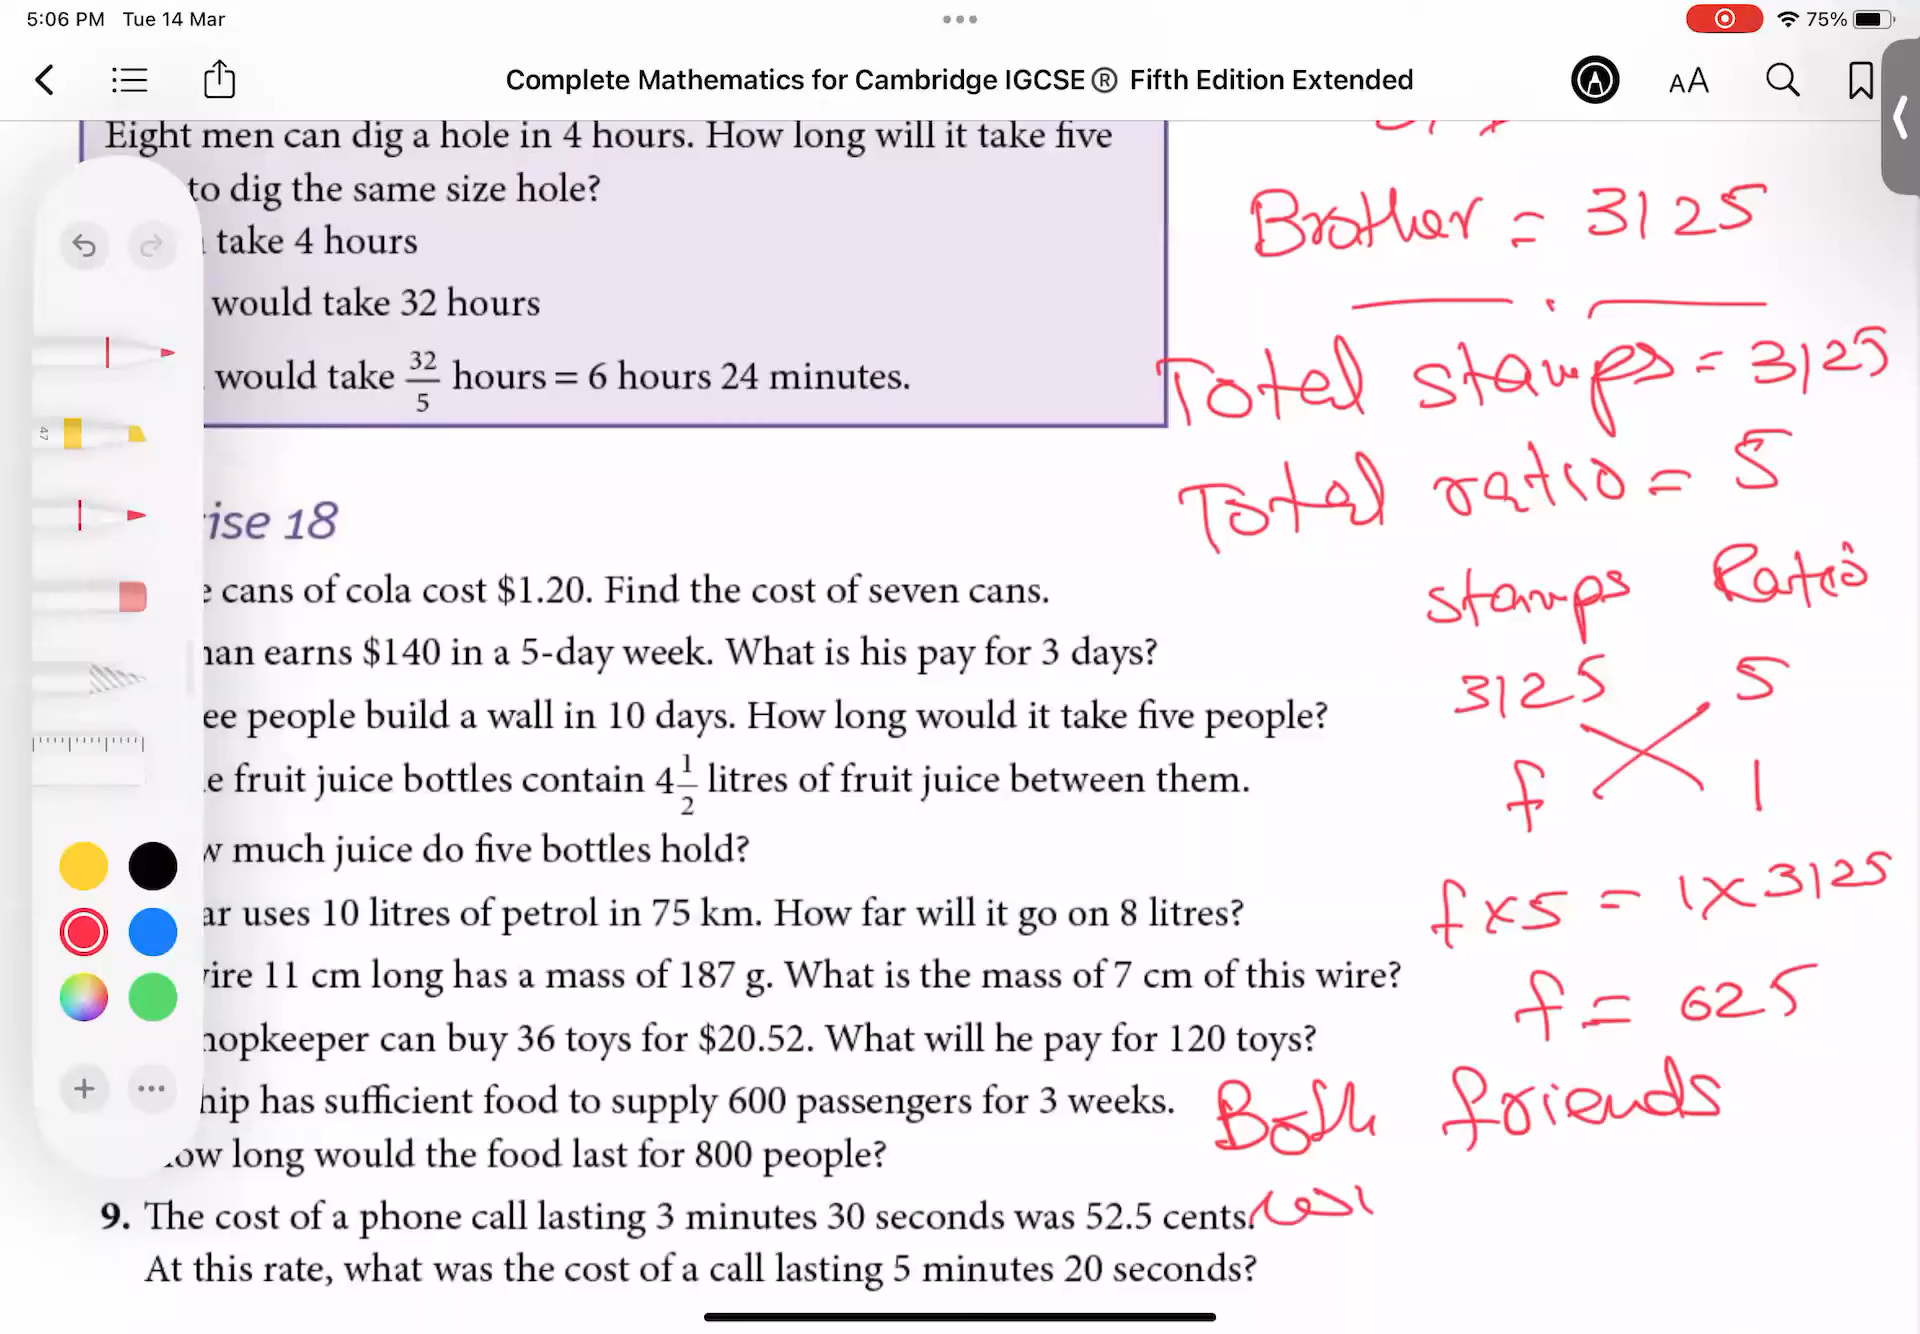 5:06 PM Tue 14 Mar
75%
Complete Mathematics for Cambridge IGCSE® Fifth Edition Extended
AA
Eight men can dig a hole in 4 hours. How long will it take five
to dig the same size hole?
take 4 hours
would take 32 hours
would take 32/5 hours = 6 hours 24 minutes.
ise 18
e cans of cola cost $1.20. Find the cost of seven cans.
nan earns $140 in a 5-day week. What is his pay for 3 days?
ee people build a wall in 10 days. How long would it take five people?
e fruit juice bottles contain 4 1/2 litres of fruit juice between them.
w much juice do five bottles hold?
ar uses 10 litres of petrol in 75 km. How far will it go on 8 litres?
ire 11 cm long has a mass of 187 g. What is the mass of 7 cm of this wire?
hopkeeper can buy 36 toys for $20.52. What will he pay for 120 toys?
hip has sufficient food to supply 600 passengers for 3 weeks.
ow long would the food last for 800 people?
9. The cost of a phone call lasting 3 minutes 30 seconds was 52.5 cents.
At this rate, what was the cost of a call lasting 5 minutes 20 seconds?
47
Brother = 3125
Total stamps = 3125
Total ratio = 5
stamps Ratio
3125 5
f 1
f x 5 = 1 x 3125
f = 625
Both friends